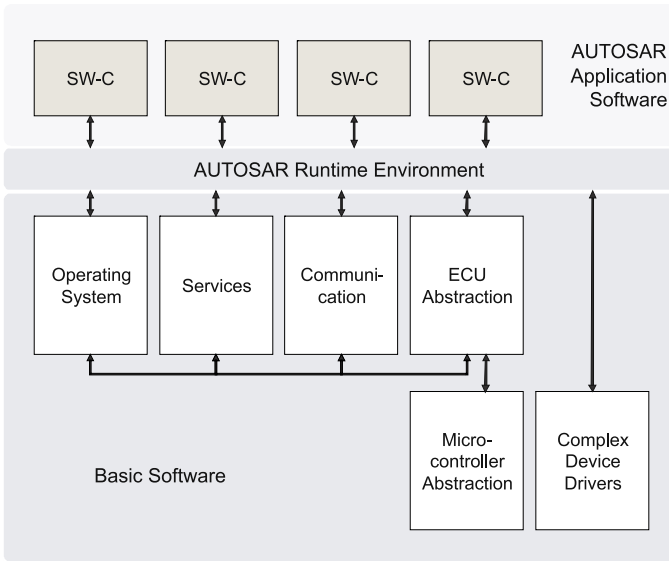 SW-C
SW-C
SW-C
SW-C
AUTOSAR
Application
Software
AUTOSAR Runtime Environment
Operating
System
Services
Communi-
cation
ECU
Abstraction
Basic Software
Micro-
controller
Abstraction
Complex
Device
Drivers